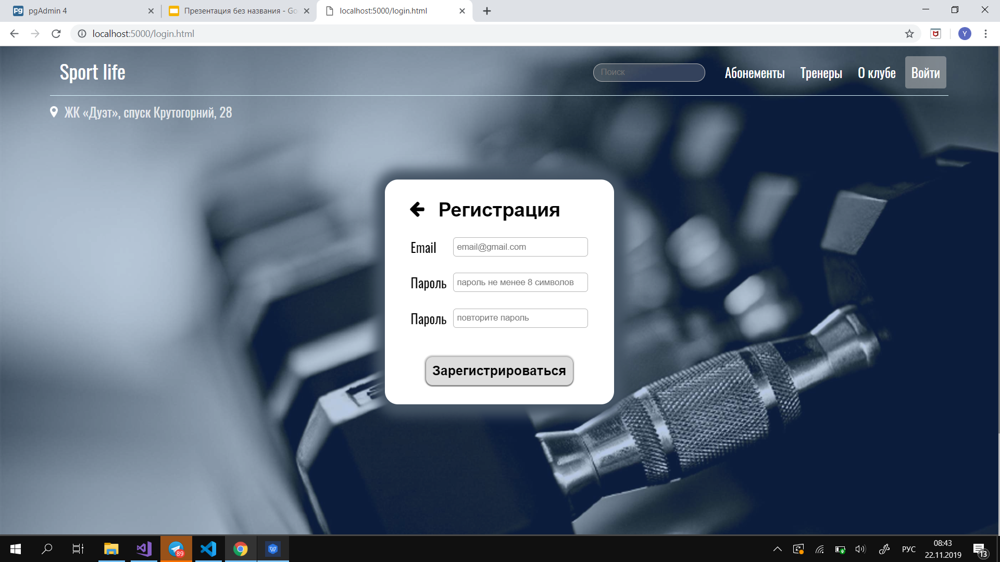 pgAdmin 4
Презентация без названия - Go
localhost:5000/login.html
localhost:5000/login.html
Y
Sport life
Поиск
Абонементы
Тренеры
О клубе
Войти
ЖК «Дуэт», спуск Крутогорний, 28
Регистрация
Email
email@gmail.com
Пароль
пароль не менее 8 символов
Пароль
повторите пароль
Зарегистрироваться
89
РУС
08:43
22.11.2019
13